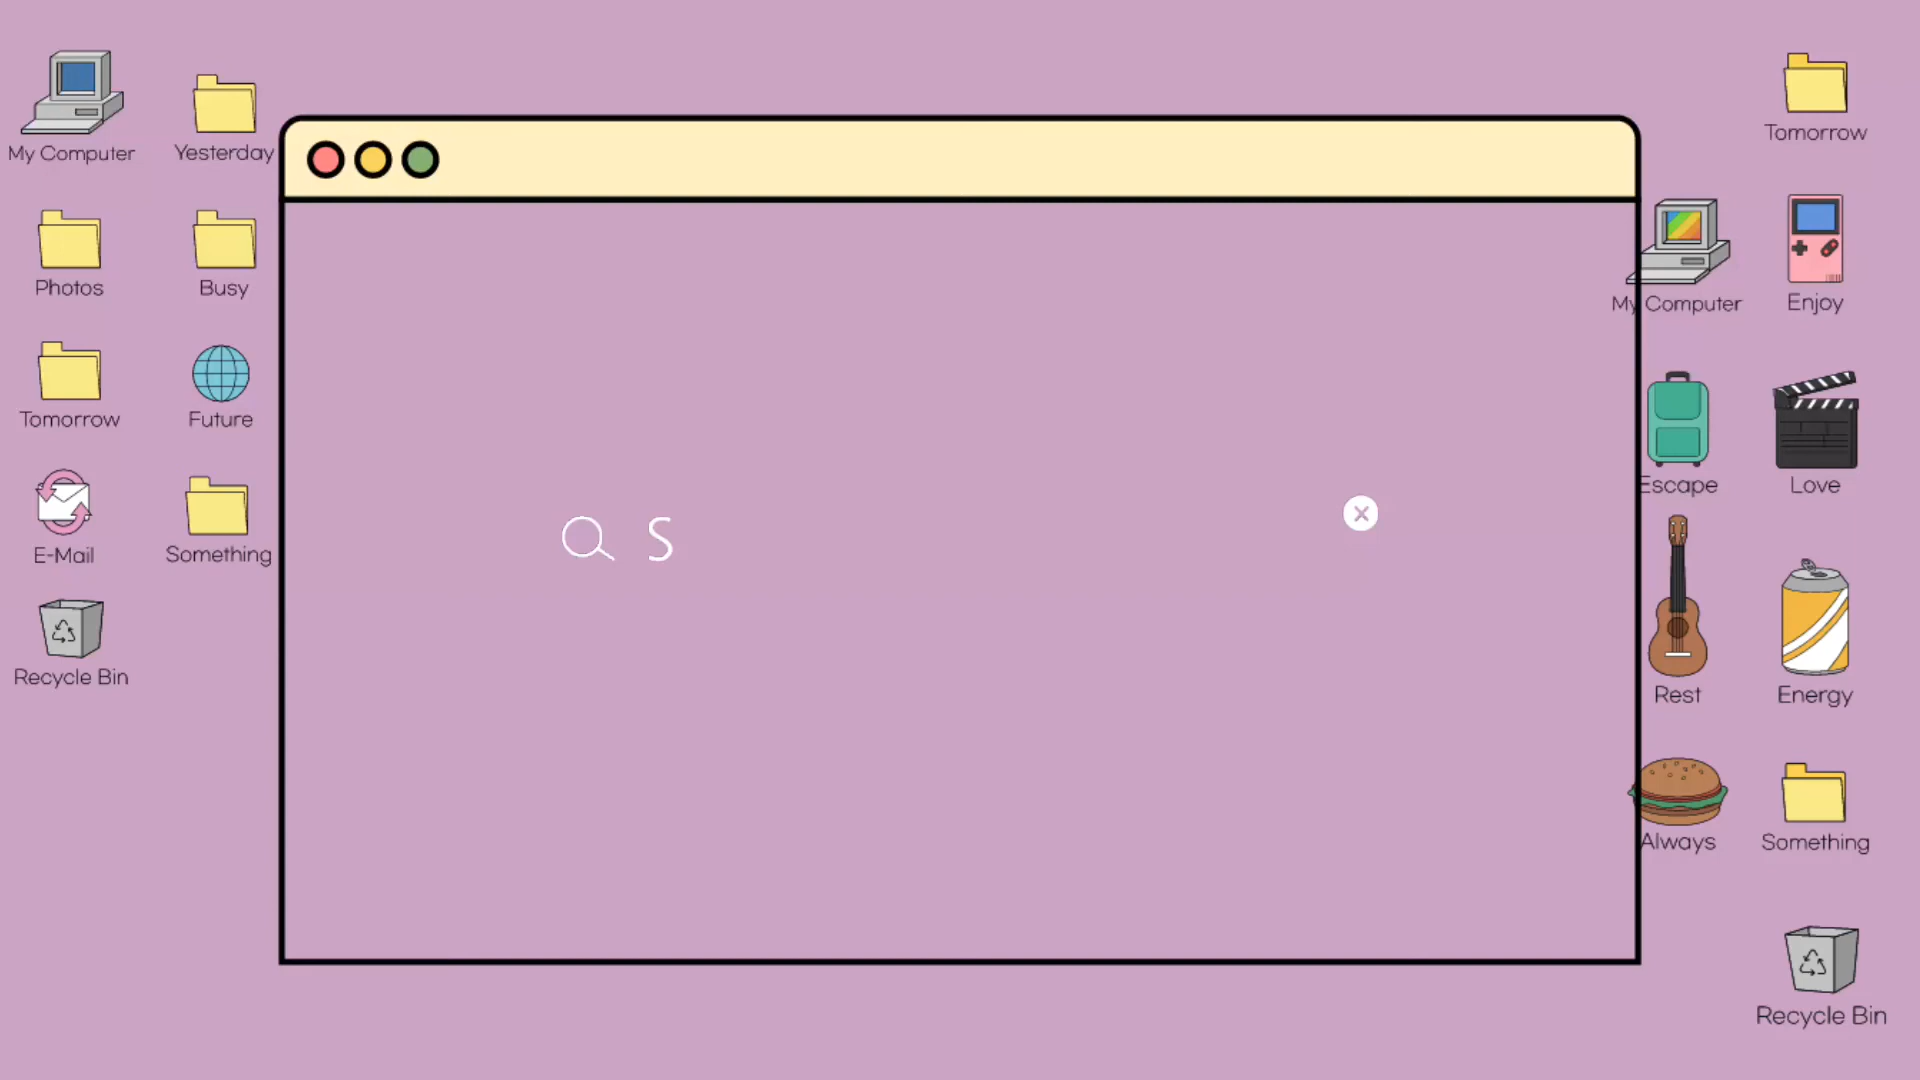 My Computer
Yesterday
Photos
Busy
Tomorrow
Future
E-Mail
Something
Recycle Bin
S
Tomorrow
My Computer
Enjoy
Escape
Love
Rest
Energy
Always
Something
Recycle Bin